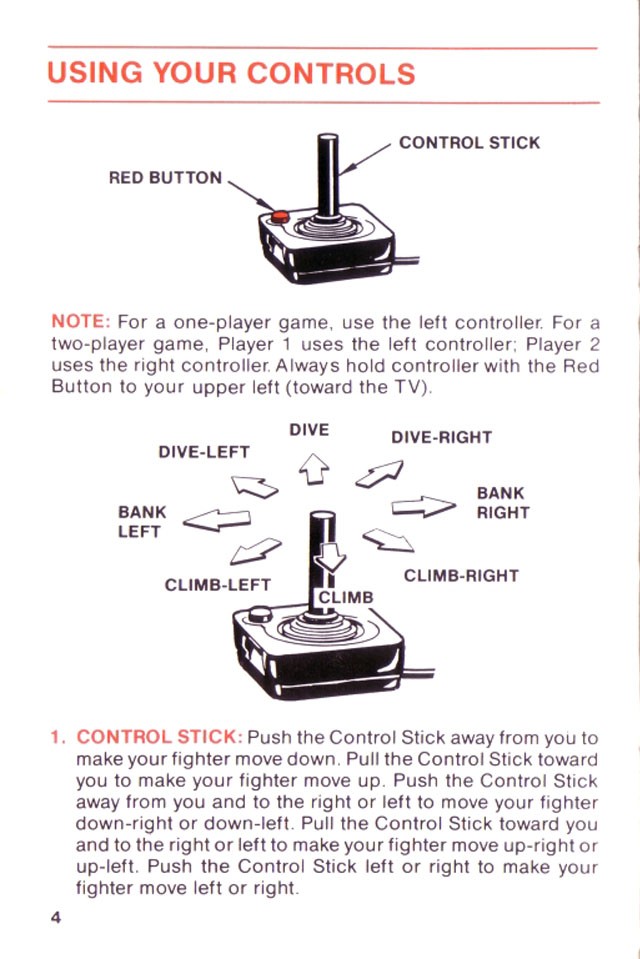 USING YOUR CONTROLS
CONTROL STICK
RED BUTTON
NOTE: For a one-player game, use the left controller. For a
two-player game, Player 1 uses the left controller; Player 2
uses the right controller. Always hold controller with the Red
Button to your upper left (toward the TV).
DIVE
DIVE-LEFT
DIVE-RIGHT
BANK
LEFT
BANK
RIGHT
CLIMB-LEFT
CLIMB
CLIMB-RIGHT
1. CONTROL STICK: Push the Control Stick away from you to
make your fighter move down. Pull the Control Stick toward
you to make your fighter move up. Push the Control Stick
away from you and to the right or left to move your fighter
down-right or down-left. Pull the Control Stick toward you
and to the right or left to make your fighter move up-right or
up-left. Push the Control Stick left or right to make your
fighter move left or right.
4